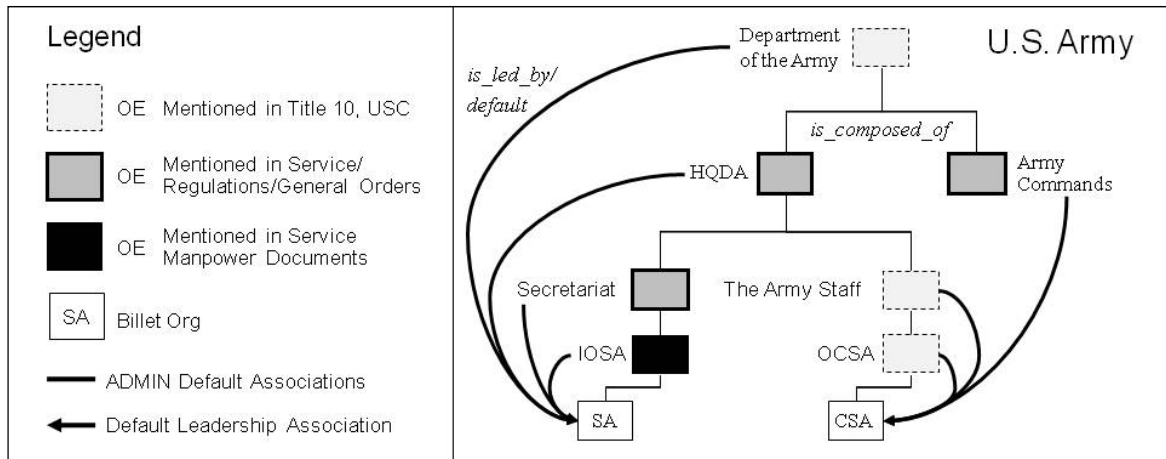 Legend
OE Mentioned in Title 10, USC
OE Mentioned in Service/
Regulations/General Orders
OE Mentioned in Service
Manpower Documents
SA Billet Org
ADMIN Default Associations
Default Leadership Association
U.S. Army
Department
of the Army
is_led_by/
default
is_composed_of
HQDA
Army
Commands
Secretariat
The Army Staff
IOSA
OCSA
SA
CSA